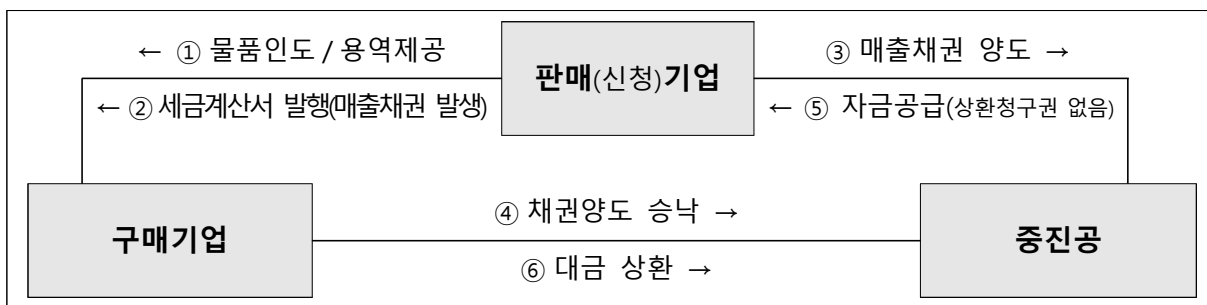 ← ① 물품인도 / 용역제공
③ 매출채권 양도 →
판매(신청)기업
← ② 세금계산서 발행(매출채권 발생)
← ⑤ 자금공급(상환청구권 없음)
④ 채권양도 승낙 →
구매기업
중진공
⑥ 대금 상환 →